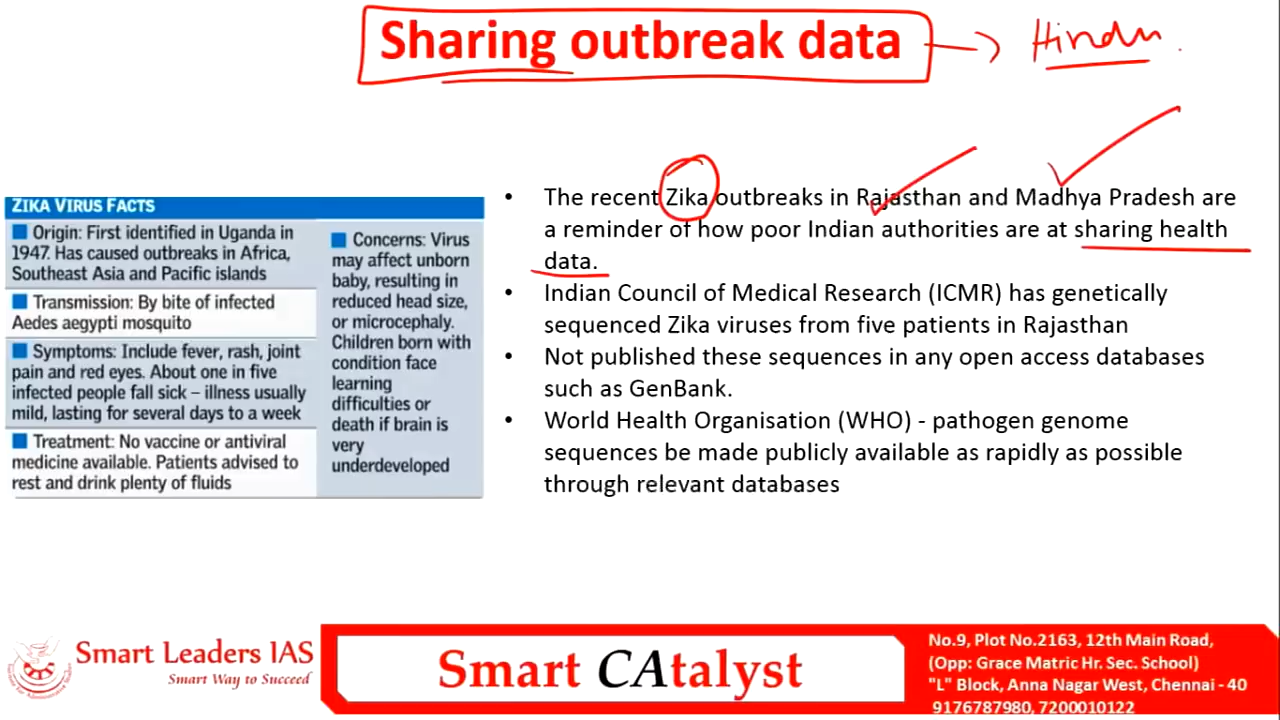 Sharing outbreak data
Hindu
ZIKA VIRUS FACTS
Origin: First identified in Uganda in
1947. Has caused outbreaks in Africa,
Southeast Asia and Pacific islands
Transmission: By bite of infected
Aedes aegypti mosquito
Symptoms: Include fever, rash, joint
pain and red eyes. About one in five
infected people fall sick – illness usually
mild, lasting for several days to a week
Treatment: No vaccine or antiviral
medicine available. Patients advised to
rest and drink plenty of fluids
Concerns: Virus
may affect unborn
baby, resulting in
reduced head size,
or microcephaly.
Children born with
condition face
learning
difficulties or
death if brain is
very
underdeveloped
• The recent Zika outbreaks in Rajasthan and Madhya Pradesh are
a reminder of how poor Indian authorities are at sharing health
data.
• Indian Council of Medical Research (ICMR) has genetically
sequenced Zika viruses from five patients in Rajasthan
• Not published these sequences in any open access databases
such as GenBank.
• World Health Organisation (WHO) - pathogen genome
sequences be made publicly available as rapidly as possible
through relevant databases
Smart Leaders IAS
Smart Way to Succeed
Smart CAtalyst
No.9, Plot No.2163, 12th Main Road,
(Opp: Grace Matric Hr. Sec. School)
"L" Block, Anna Nagar West, Chennai - 40
9176787980, 7200010122